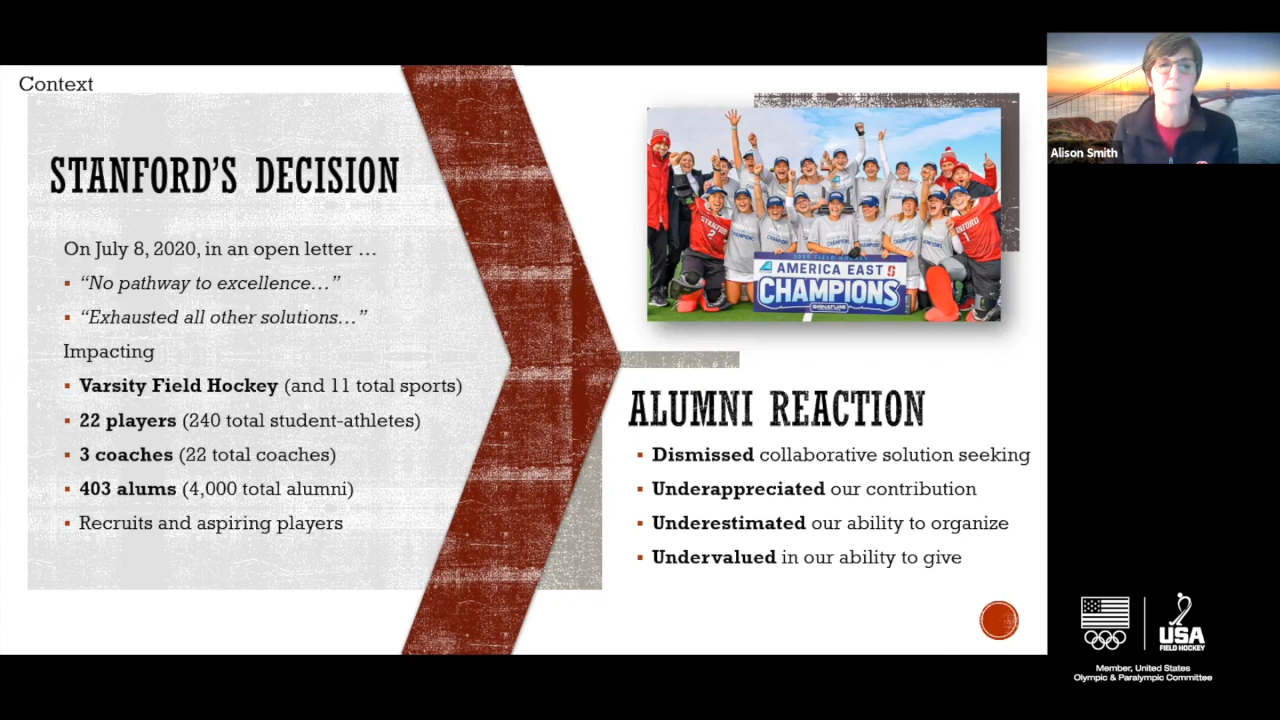 Context
STANFORD'S DECISION
On July 8, 2020, in an open letter …
▪ “No pathway to excellence…”
▪ “Exhausted all other solutions…”
Impacting
▪ Varsity Field Hockey (and 11 total sports)
▪ 22 players (240 total student-athletes)
▪ 3 coaches (22 total coaches)
▪ 403 alums (4,000 total alumni)
▪ Recruits and aspiring players
STANFORD
2
STANFORD
1
AMERICA EAST
CHAMPIONS
ALUMNI REACTION
▪ Dismissed collaborative solution seeking
▪ Underappreciated our contribution
▪ Underestimated our ability to organize
▪ Undervalued in our ability to give
Alison Smith
USA
FIELD HOCKEY
Member, United States
Olympic & Paralympic Committee